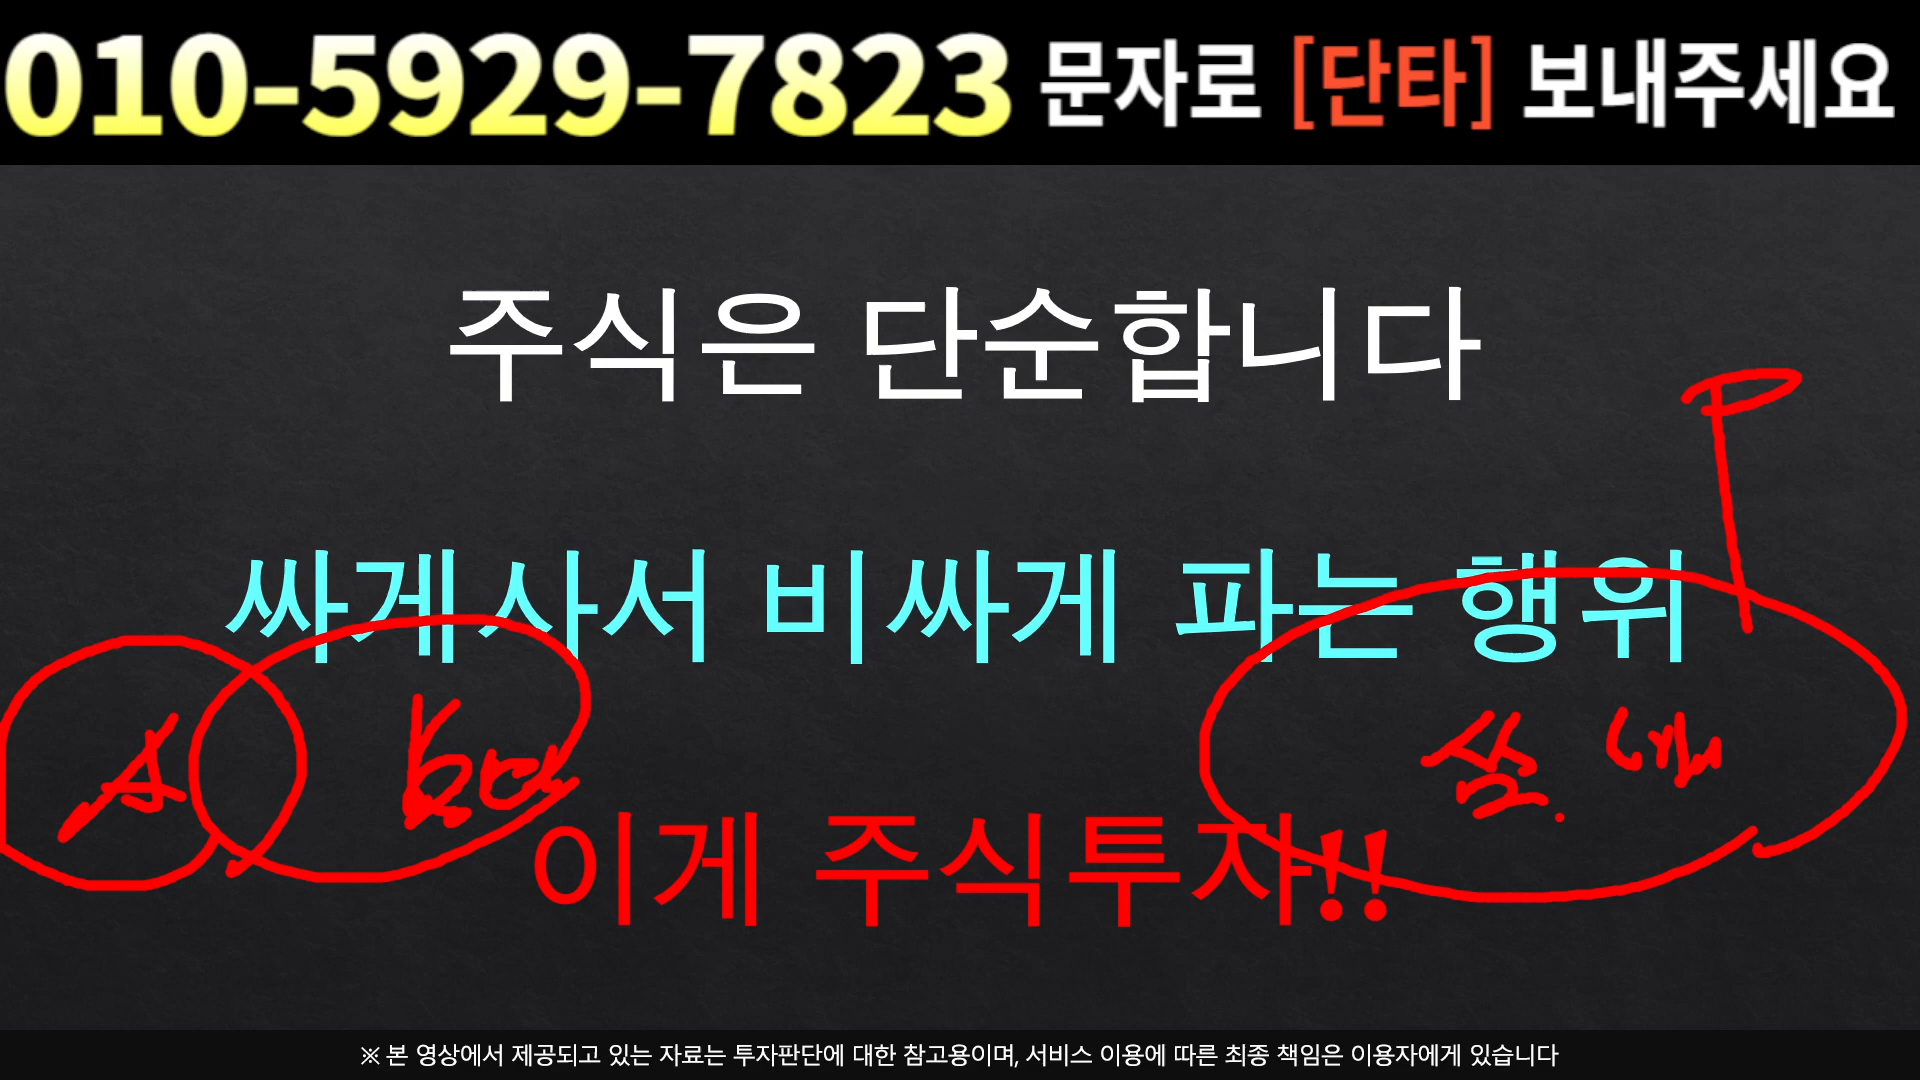 010-5929-7823 문자로 [단타] 보내주세요
주식은 단순합니다
싸게사서 비싸게 파는 행위
이게 주식투자!!
※ 본 영상에서 제공되고 있는 자료는 투자판단에 대한 참고용이며, 서비스 이용에 따른 최종 책임은 이용자에게 있습니다